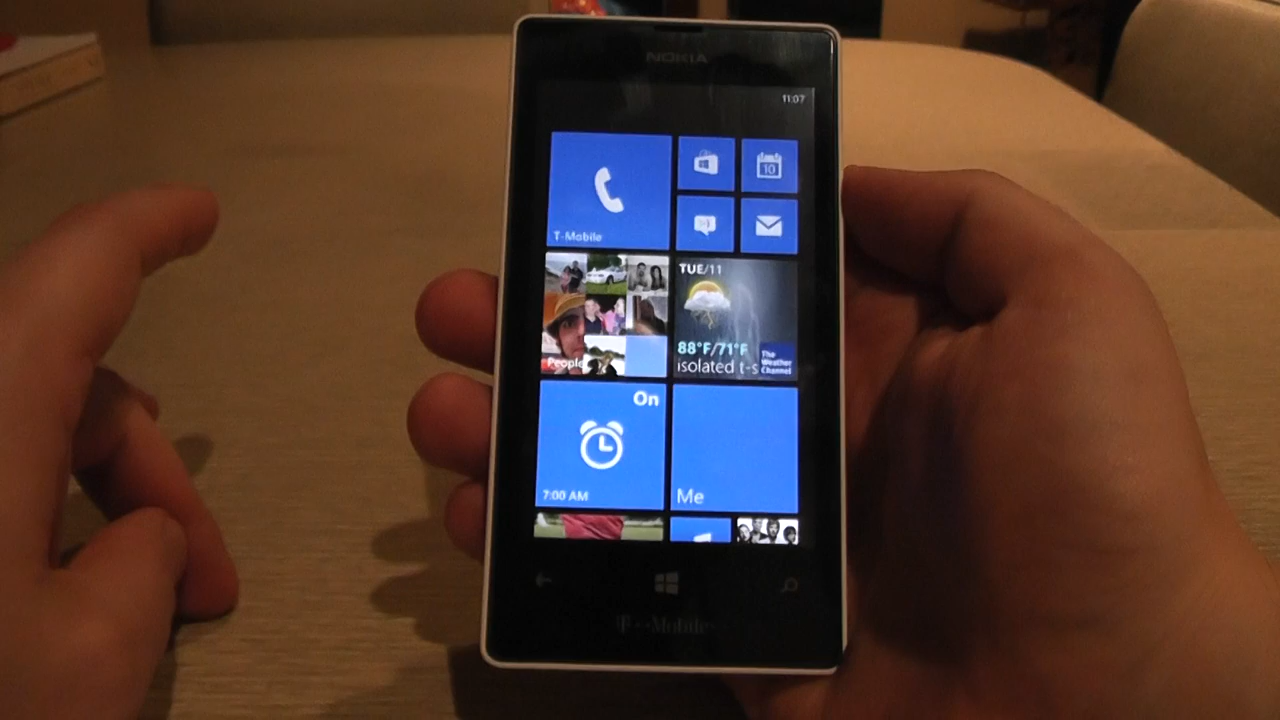 NOKIA
11:07
T-Mobile
10
TUE/11
88°F/71°F
isolated t-s
The
Weather
Channel
People
On
7:00 AM
Me
T··Mobile·